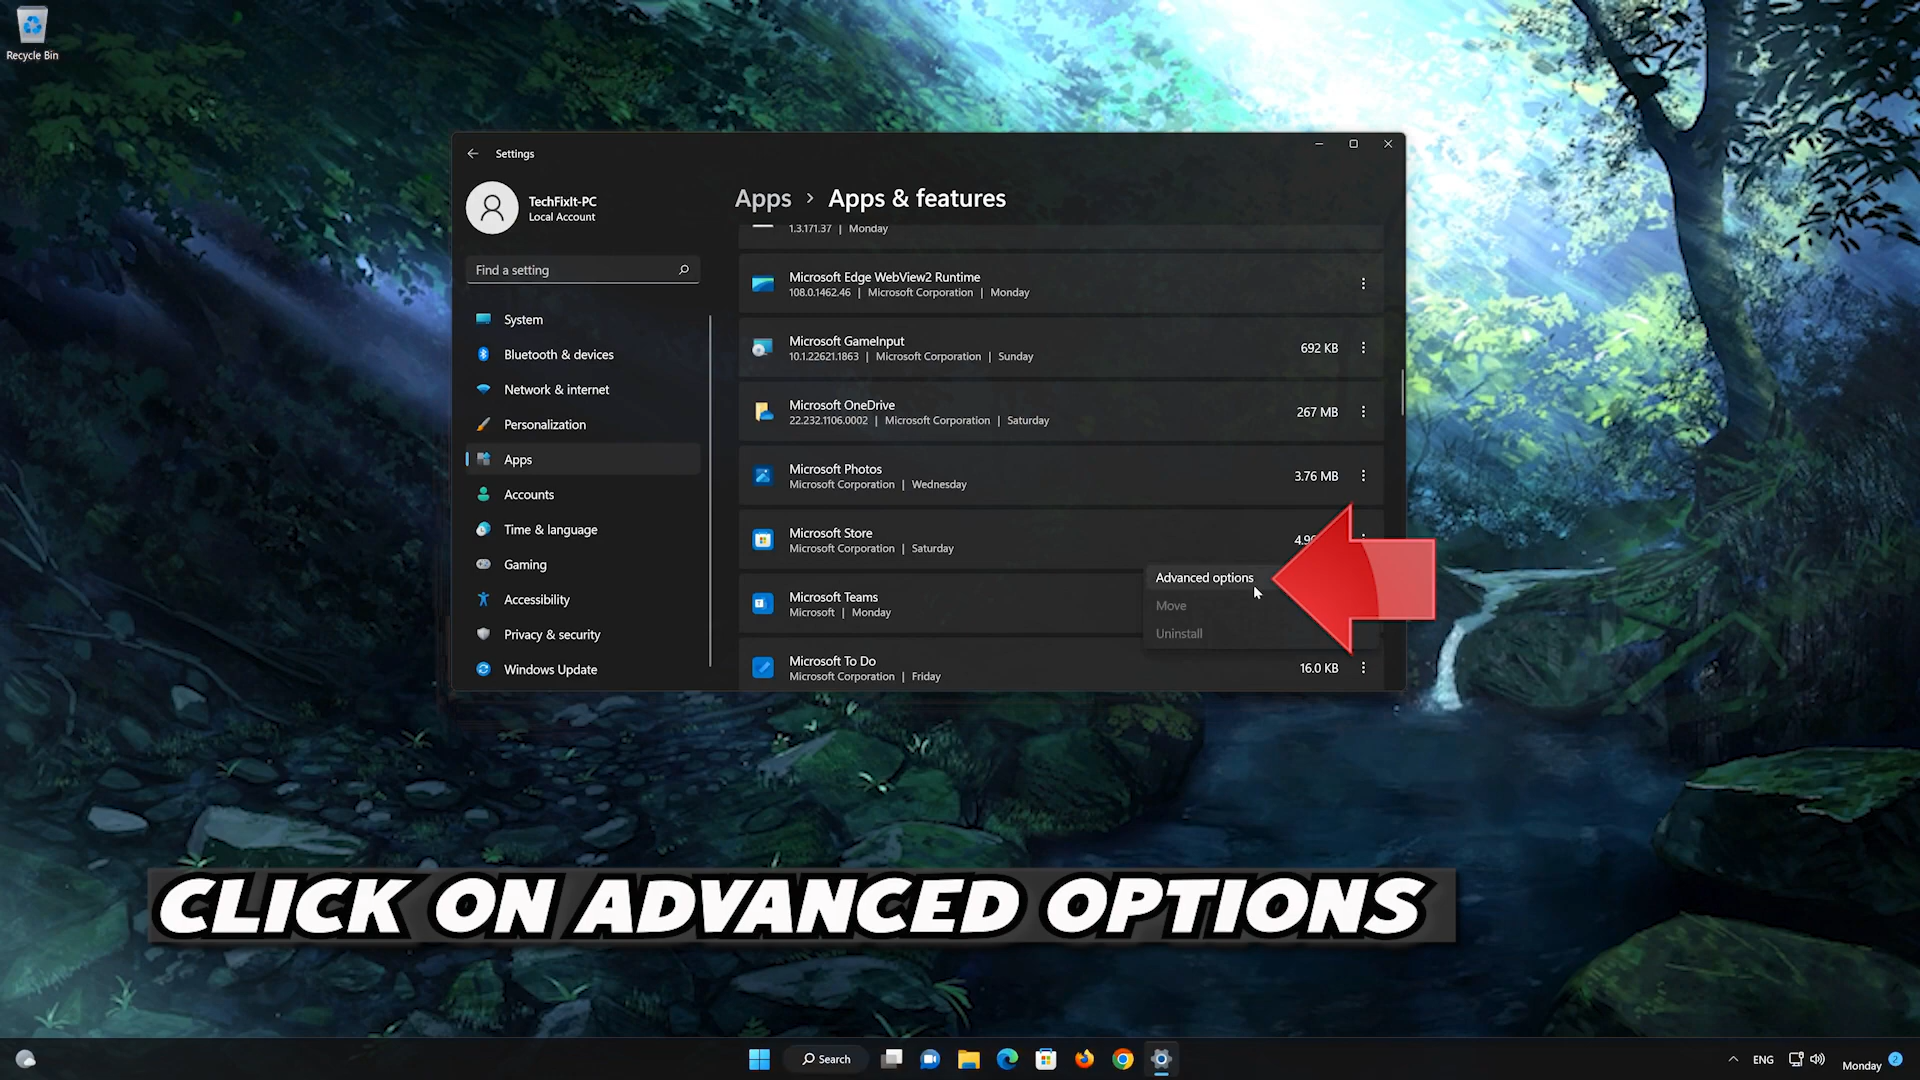 Recycle Bin
Settings
TechFixIt-PC
Local Account
Find a setting
System
Bluetooth & devices
Network & internet
Personalization
Apps
Accounts
Time & language
Gaming
Accessibility
Privacy & security
Windows Update
Apps > Apps & features
1.3.171.37 | Monday
Microsoft Edge WebView2 Runtime
108.0.1462.46 | Microsoft Corporation | Monday
Microsoft GameInput
10.1.22621.1863 | Microsoft Corporation | Sunday
692 KB
Microsoft OneDrive
22.232.1106.0002 | Microsoft Corporation | Saturday
267 MB
Microsoft Photos
Microsoft Corporation | Wednesday
3.76 MB
Microsoft Store
Microsoft Corporation | Saturday
Microsoft Teams
Microsoft | Monday
Advanced options
Move
Uninstall
Microsoft To Do
Microsoft Corporation | Friday
16.0 KB
CLICK ON ADVANCED OPTIONS
Search
ENG
Monday
2